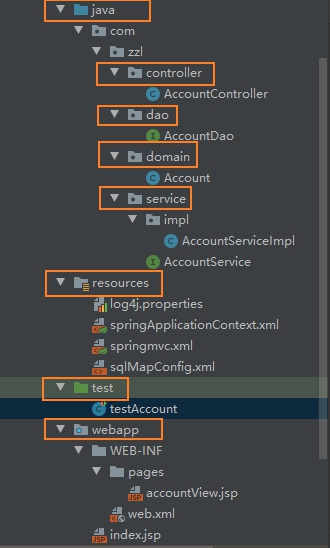 java
com
zzl
controller
AccountController
dao
AccountDao
domain
Account
service
impl
AccountServiceImpl
AccountService
resources
log4j.properties
springApplicationContext.xml
springmvc.xml
sqlMapConfig.xml
test
testAccount
webapp
WEB-INF
pages
accountView.jsp
web.xml
index.jsp